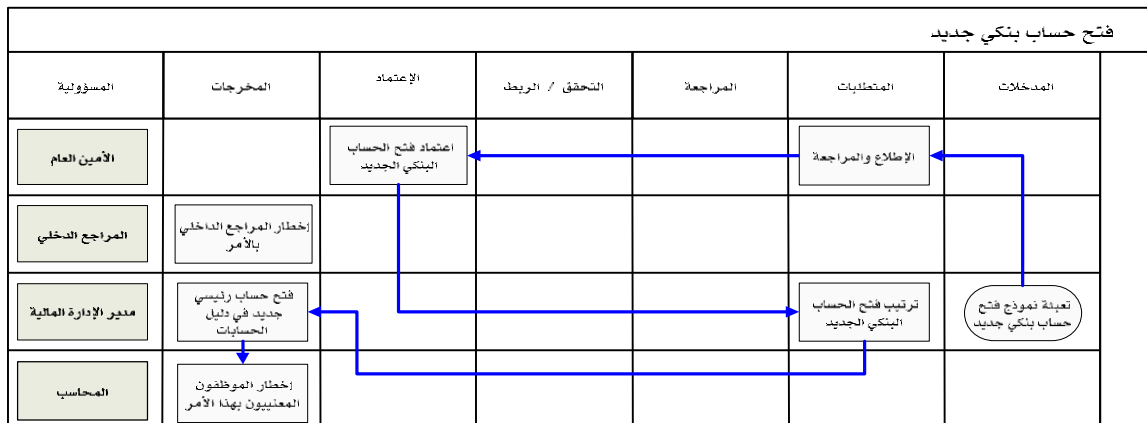 فتح حساب بنكي جديد
المدخلات
المتطلبات
المراجعة
التحقق / الربط
الإعتماد
المخرجات
المسؤولية
الإطلاع والمراجعة
اعتماد فتح الحساب
البنكي الجديد
الأمين العام
إخطار المراجع الداخلي
بالأمر
المراجع الدخلي
تعبئة نموذج فتح
حساب بنكي جديد
ترتيب فتح الحساب
البنكي الجديد
فتح حساب رئيسي
جديد في دليل
الحسابات
مدير الإدارة المالية
إخطار الموظفون
المعنييون بهذا الأمر
المحاسب